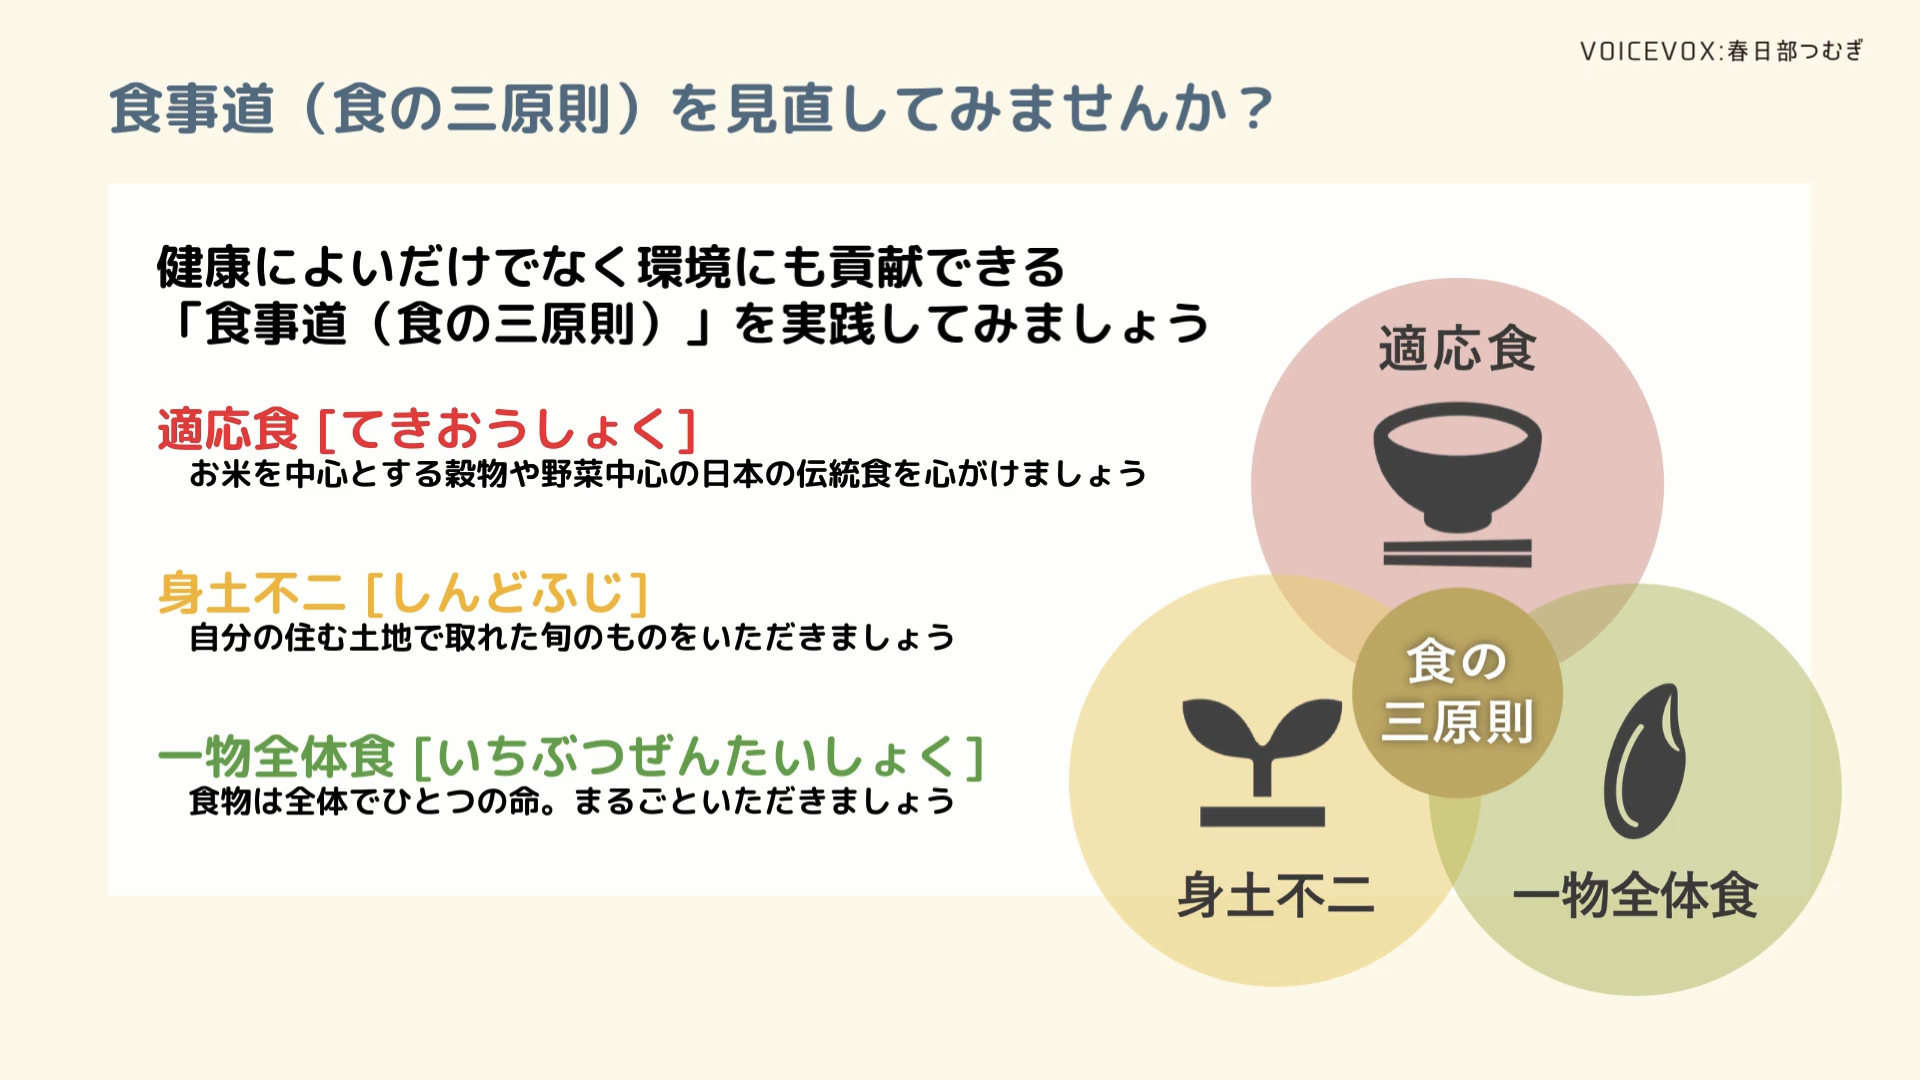 VOICEVOX:春日部つむぎ
食事道（食の三原則）を見直してみませんか？
健康によいだけでなく環境にも貢献できる
「食事道（食の三原則）」を実践してみましょう
適応食 [てきおうしょく]
お米を中心とする穀物や野菜中心の日本の伝統食を心がけましょう
身土不二 [しんどふじ]
自分の住む土地で取れた旬のものをいただきましょう
一物全体食 [いちぶつぜんたいしょく]
食物は全体でひとつの命。まるごといただきましょう
適応食
食の
三原則
身土不二
一物全体食